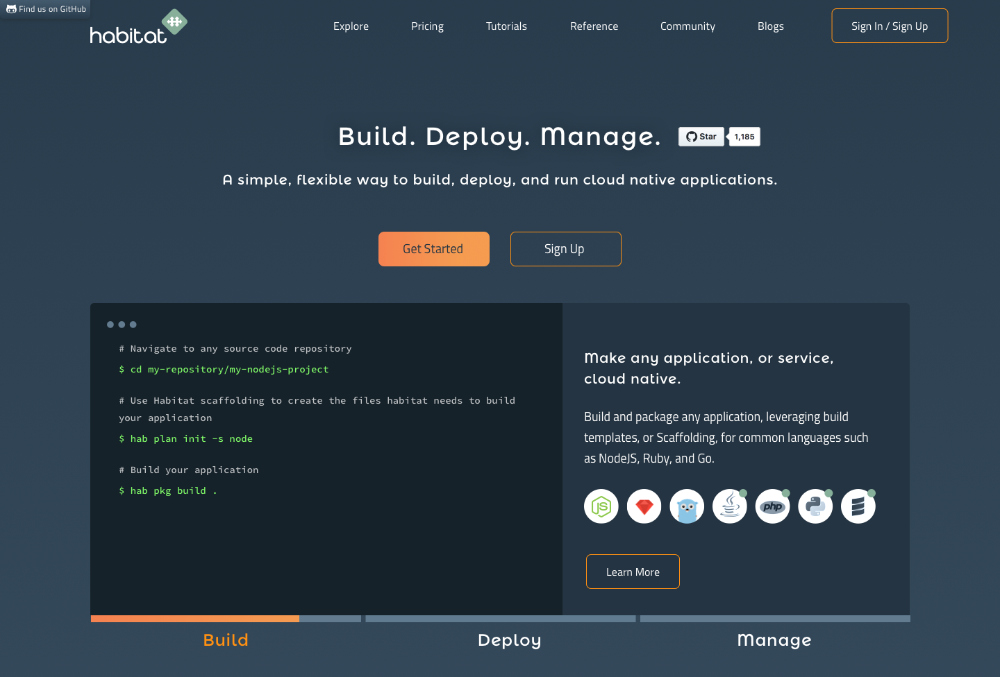 Find us on GitHub
habitat
Explore
Pricing
Tutorials
Reference
Community
Blogs
Sign In / Sign Up
Build. Deploy. Manage.
Star
1,185
A simple, flexible way to build, deploy, and run cloud native applications.
Get Started
Sign Up
# Navigate to any source code repository
$ cd my-repository/my-nodejs-project
# Use Habitat scaffolding to create the files habitat needs to build
your application
$ hab plan init -s node
# Build your application
$ hab pkg build .
Make any application, or service,
cloud native.
Build and package any application, leveraging build
templates, or Scaffolding, for common languages such
as NodeJS, Ruby, and Go.
JS
php
Learn More
Build
Deploy
Manage